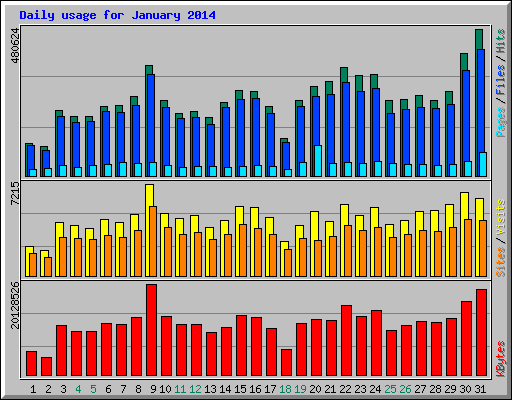 Daily usage for January 2014
480624
Pages / Files / Hits
7215
Sites / Visits
20128526
KBytes
1 2 3 4 5 6 7 8 9 10 11 12 13 14 15 16 17 18 19 20 21 22 23 24 25 26 27 28 29 30 31